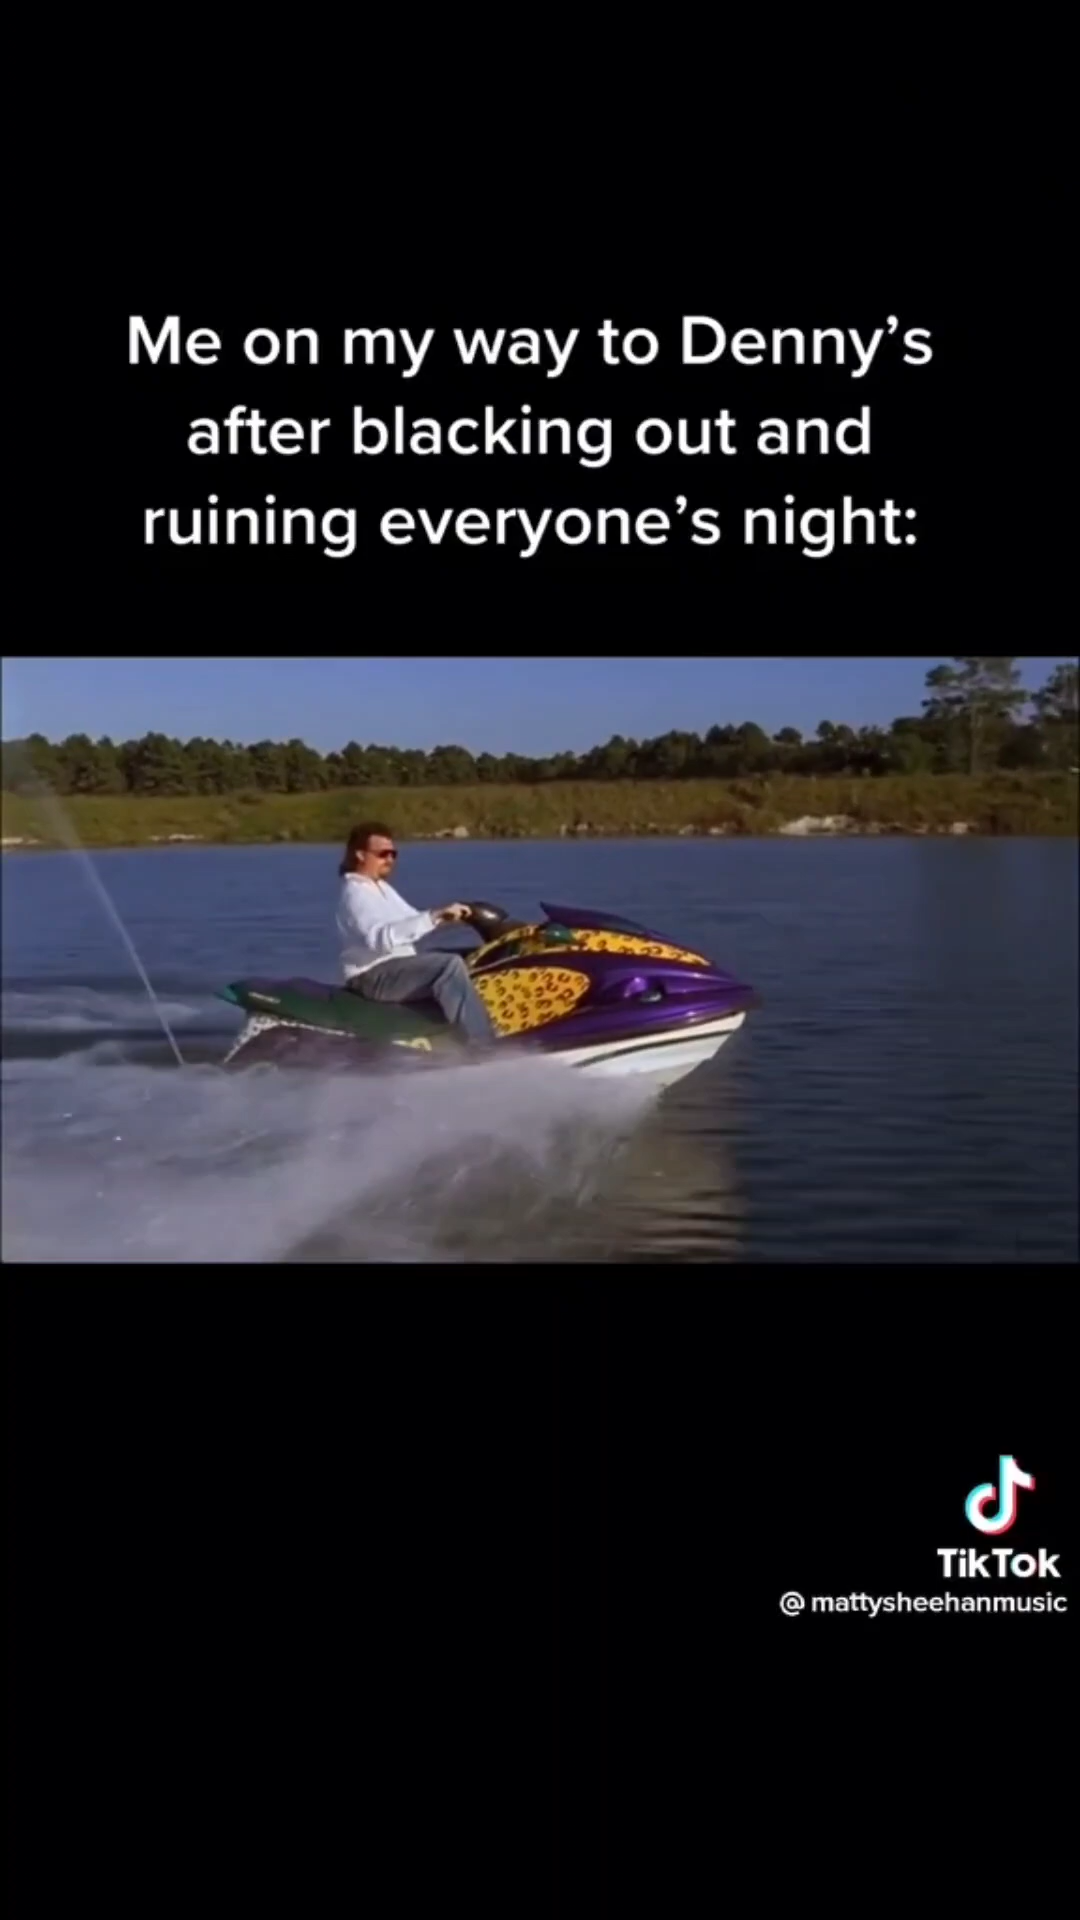 Me on my way to Denny’s
after blacking out and
ruining everyone’s night:
TikTok
@mattysheehanmusic